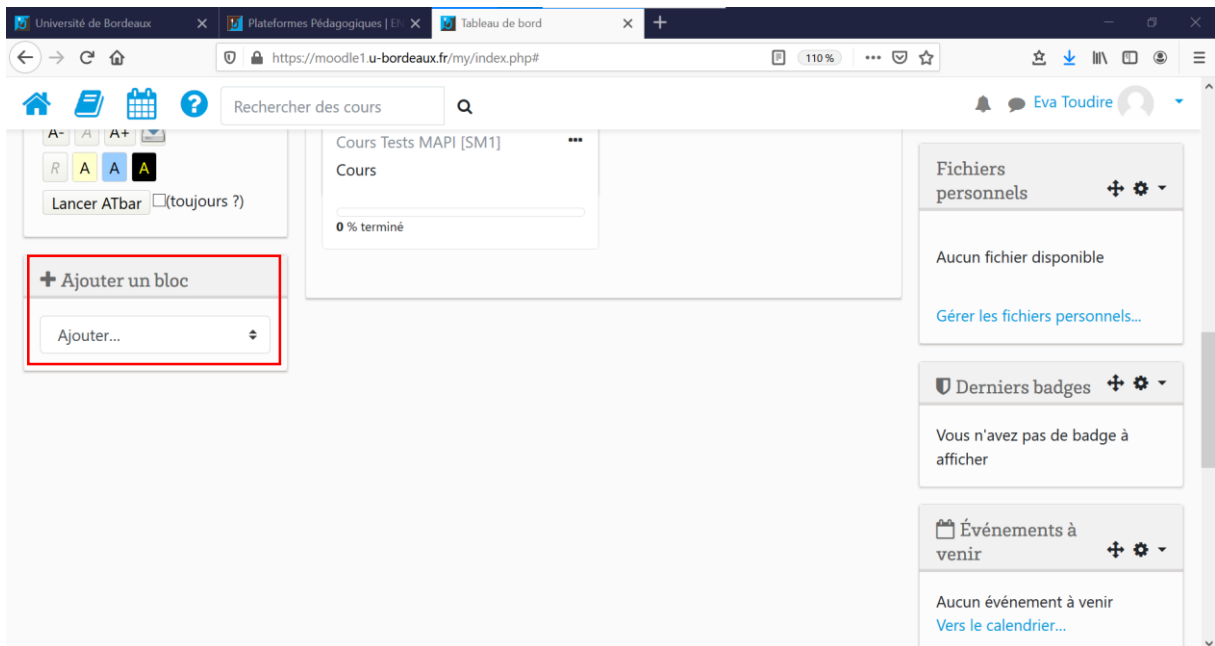 Université de Bordeaux
Plateformes Pédagogiques | EN
Tableau de bord
https://moodle1.u-bordeaux.fr/my/index.php#
110 %
Rechercher des cours
Eva Toudire
A- A A+
R A A A
Lancer ATbar (toujours ?)
Ajouter un bloc
Ajouter...
Cours Tests MAPI [SM1]
Cours
0 % terminé
Fichiers
personnels
Aucun fichier disponible
Gérer les fichiers personnels...
Derniers badges
Vous n'avez pas de badge à
afficher
Événements à
venir
Aucun événement à venir
Vers le calendrier...